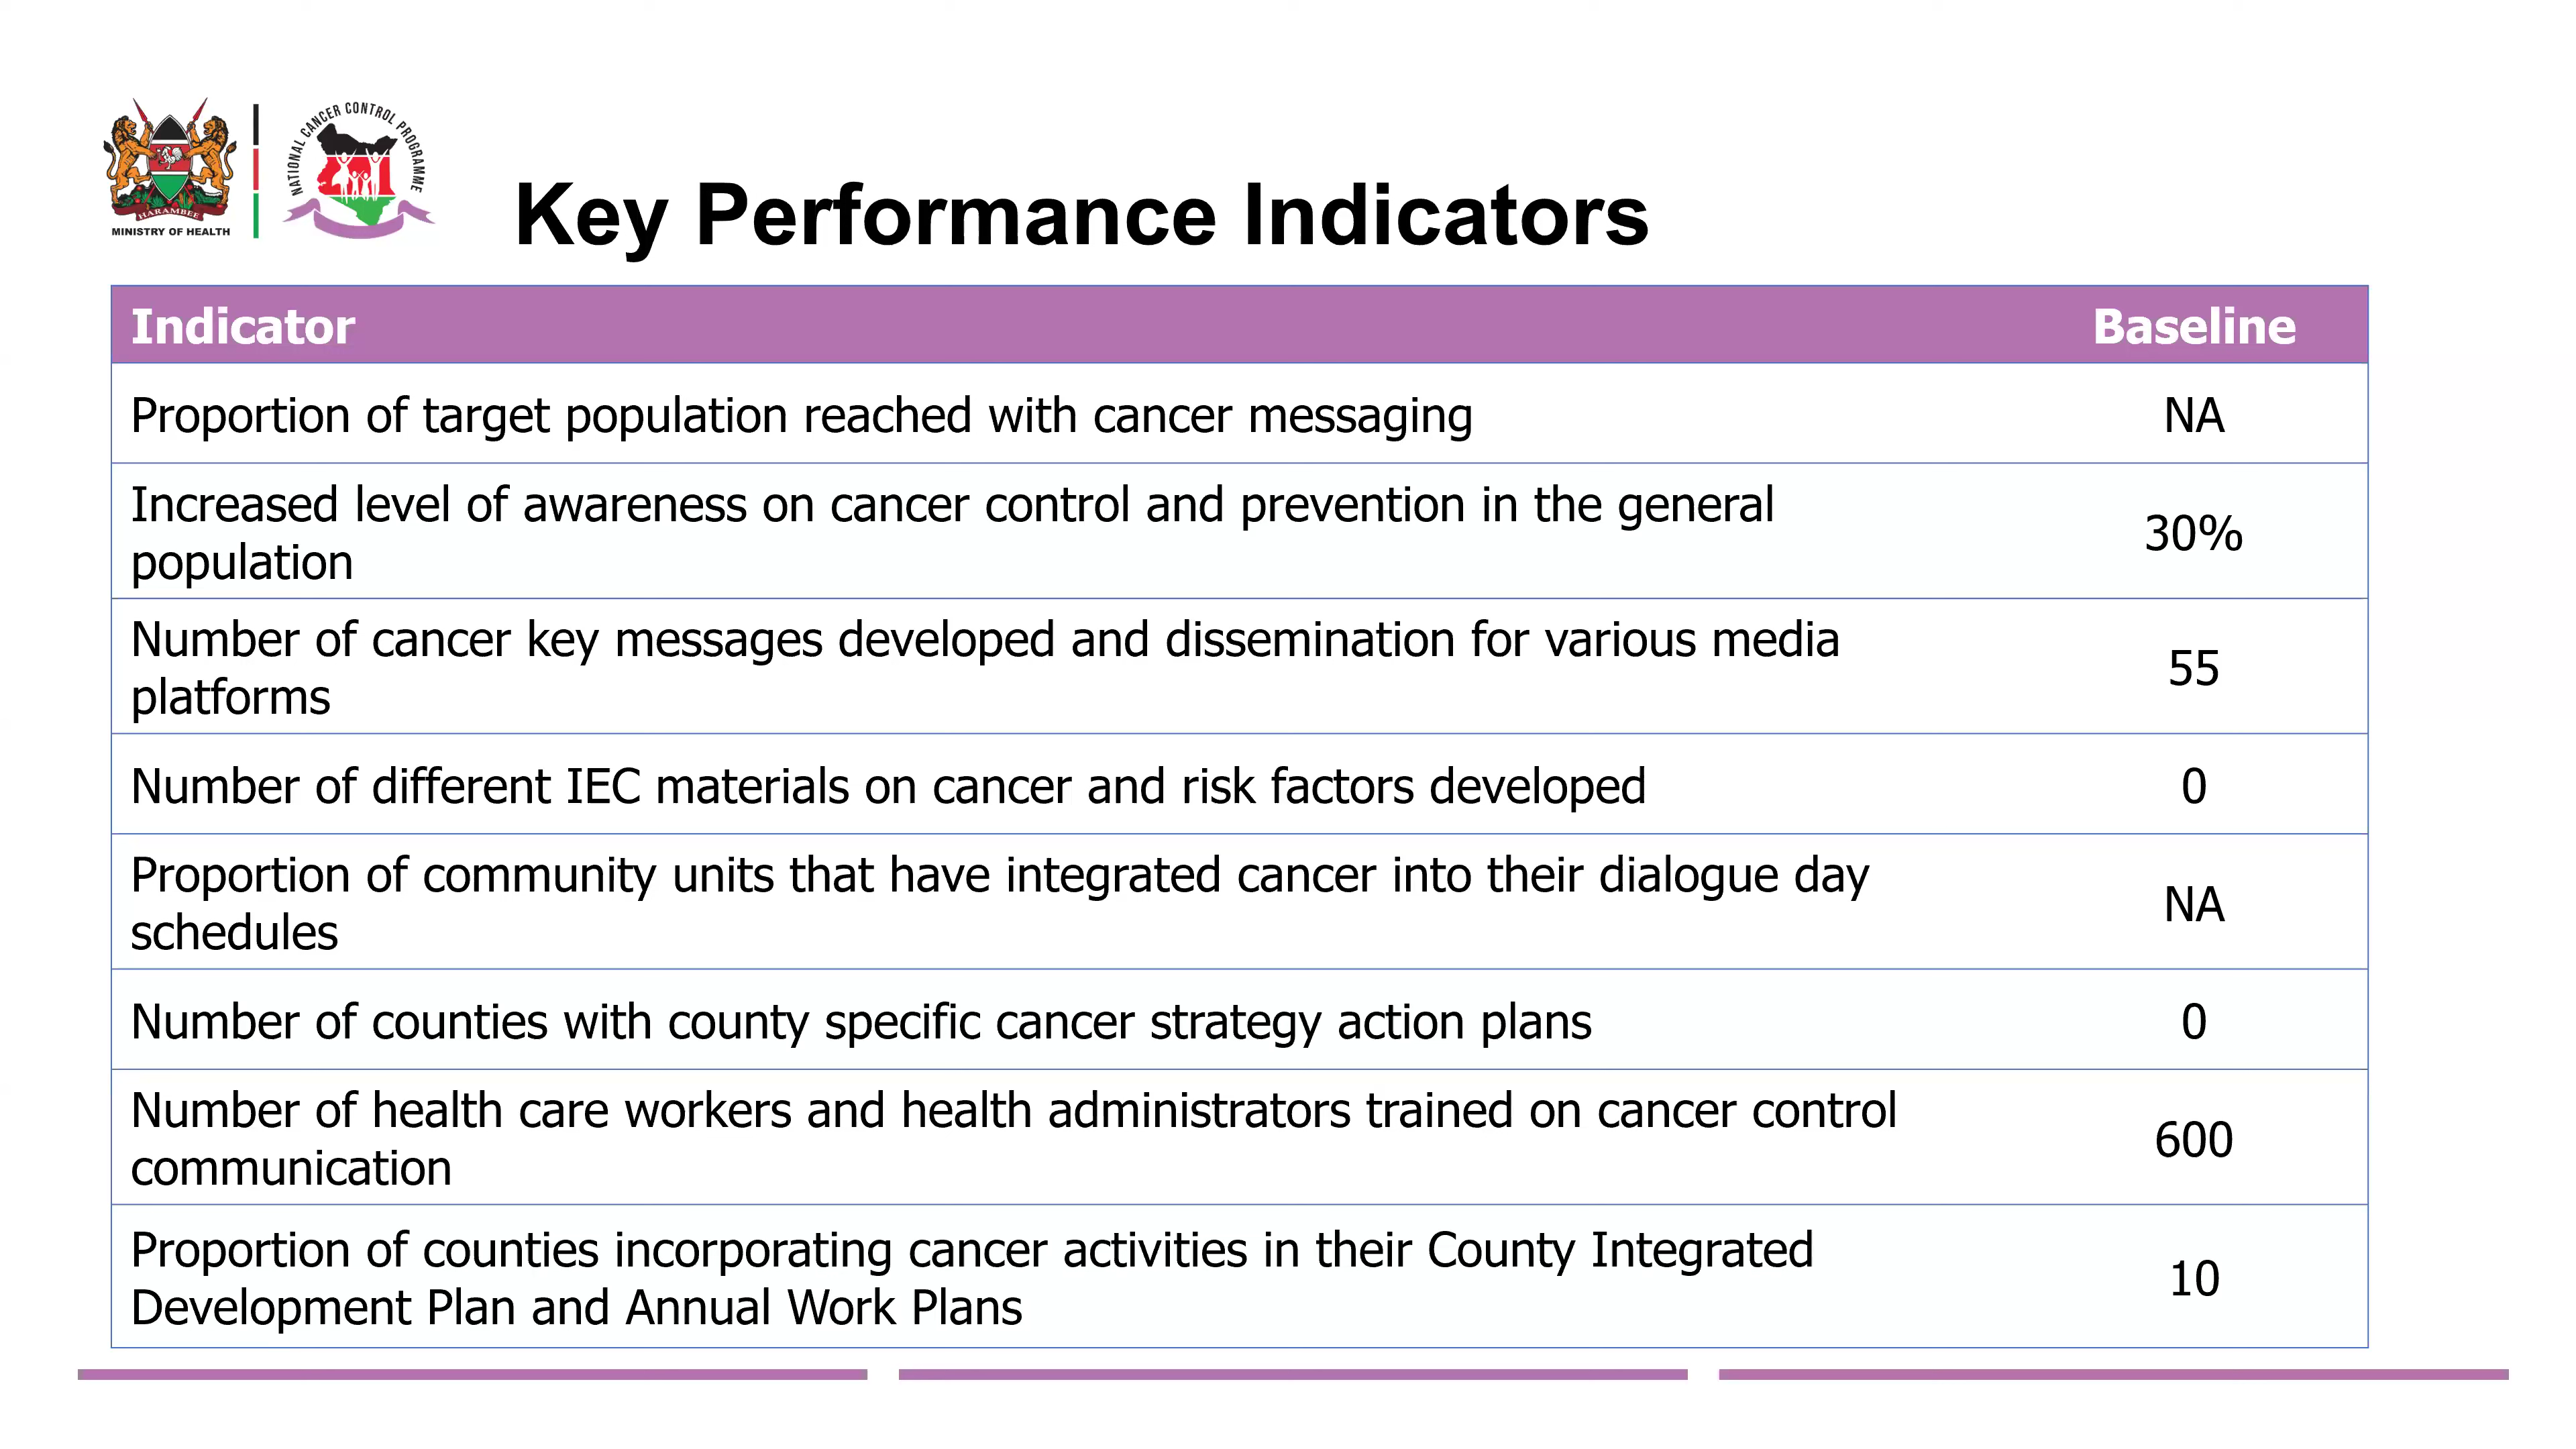 HARAMBEE
MINISTRY OF HEALTH
NATIONAL CANCER CONTROL PROGRAMME
Key Performance Indicators
Indicator Baseline
Proportion of target population reached with cancer messaging NA
Increased level of awareness on cancer control and prevention in the general
population
30%
Number of cancer key messages developed and dissemination for various media
platforms
55
Number of different IEC materials on cancer and risk factors developed 0
Proportion of community units that have integrated cancer into their dialogue day
schedules
NA
Number of counties with county specific cancer strategy action plans 0
Number of health care workers and health administrators trained on cancer control
communication
600
Proportion of counties incorporating cancer activities in their County Integrated
Development Plan and Annual Work Plans
10